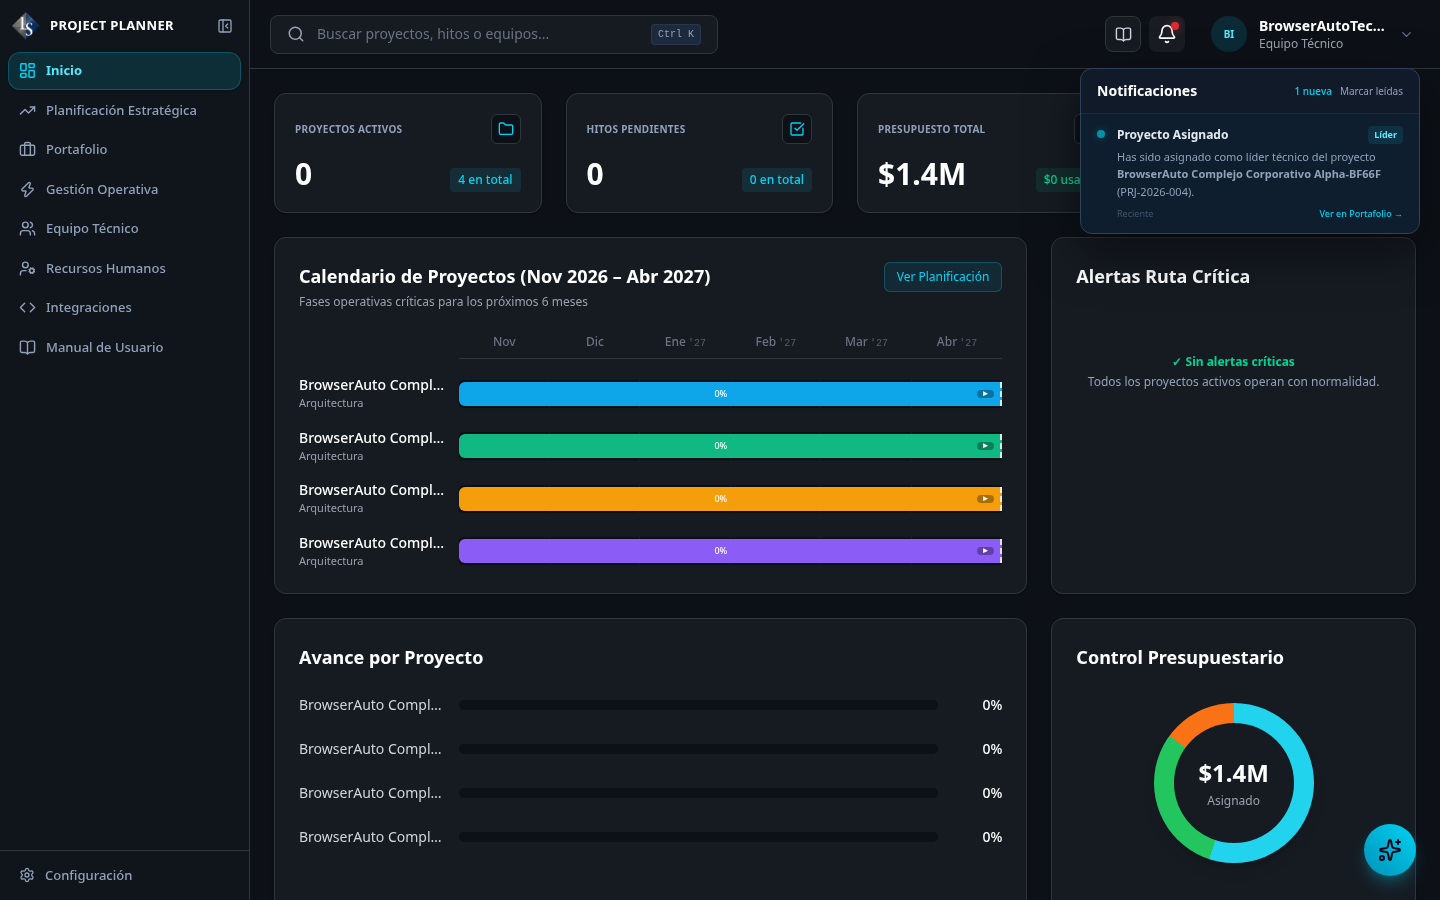 PROJECT PLANNER
Buscar proyectos, hitos o equipos...
Ctrl K
BI
BrowserAutoTec...
Equipo Técnico
Inicio
Planificación Estratégica
Portafolio
Gestión Operativa
Equipo Técnico
Recursos Humanos
Integraciones
Manual de Usuario
Configuración
Notificaciones
1 nueva
Marcar leídas
Proyecto Asignado
Líder
Has sido asignado como líder técnico del proyecto
BrowserAuto Complejo Corporativo Alpha-BF66F
(PRJ-2026-004).
Reciente
Ver en Portafolio →
PROYECTOS ACTIVOS
0
4 en total
HITOS PENDIENTES
0
0 en total
PRESUPUESTO TOTAL
$1.4M
$0 usa
Calendario de Proyectos (Nov 2026 – Abr 2027)
Fases operativas críticas para los próximos 6 meses
Ver Planificación
Nov
Dic
Ene '27
Feb '27
Mar '27
Abr '27
BrowserAuto Compl...
Arquitectura
0%
BrowserAuto Compl...
Arquitectura
0%
BrowserAuto Compl...
Arquitectura
0%
BrowserAuto Compl...
Arquitectura
0%
Alertas Ruta Crítica
✓ Sin alertas críticas
Todos los proyectos activos operan con normalidad.
Avance por Proyecto
BrowserAuto Compl...
0%
BrowserAuto Compl...
0%
BrowserAuto Compl...
0%
BrowserAuto Compl...
0%
Control Presupuestario
$1.4M
Asignado